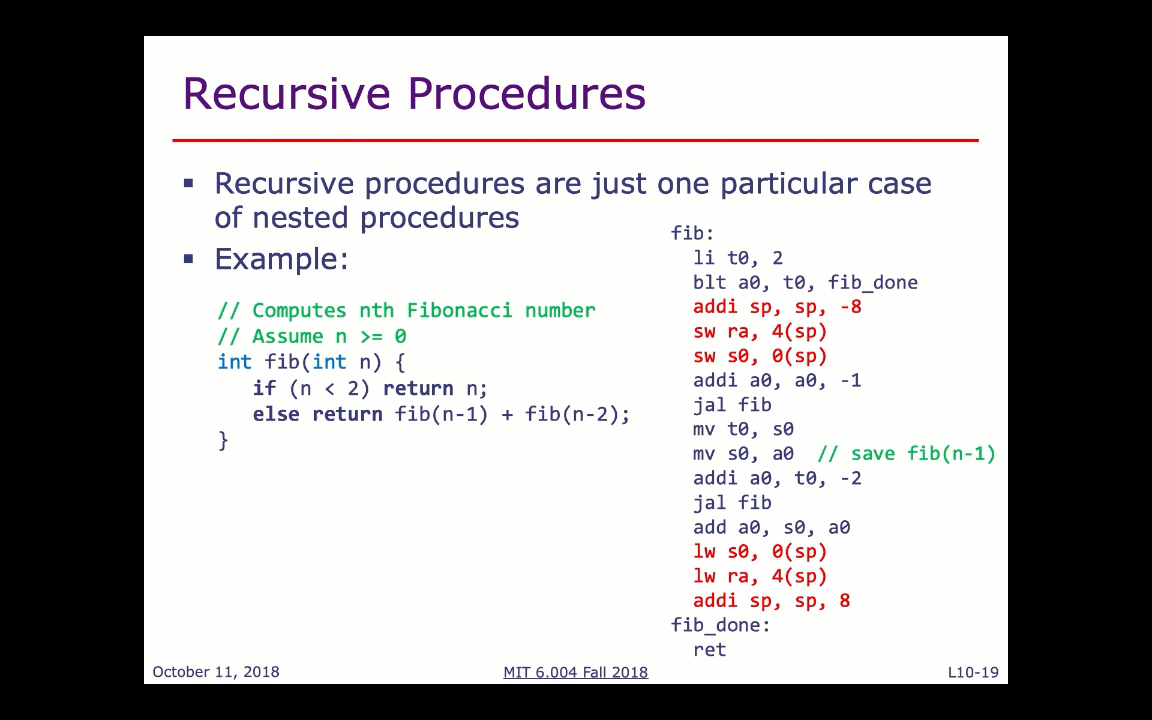 Recursive Procedures
▪ Recursive procedures are just one particular case
of nested procedures
▪ Example:
// Computes nth Fibonacci number
// Assume n >= 0
int fib(int n) {
if (n < 2) return n;
else return fib(n-1) + fib(n-2);
}
fib:
li t0, 2
blt a0, t0, fib_done
addi sp, sp, -8
sw ra, 4(sp)
sw s0, 0(sp)
addi a0, a0, -1
jal fib
mv t0, s0
mv s0, a0 // save fib(n-1)
addi a0, t0, -2
jal fib
add a0, s0, a0
lw s0, 0(sp)
lw ra, 4(sp)
addi sp, sp, 8
fib_done:
ret
October 11, 2018
MIT 6.004 Fall 2018
L10-19